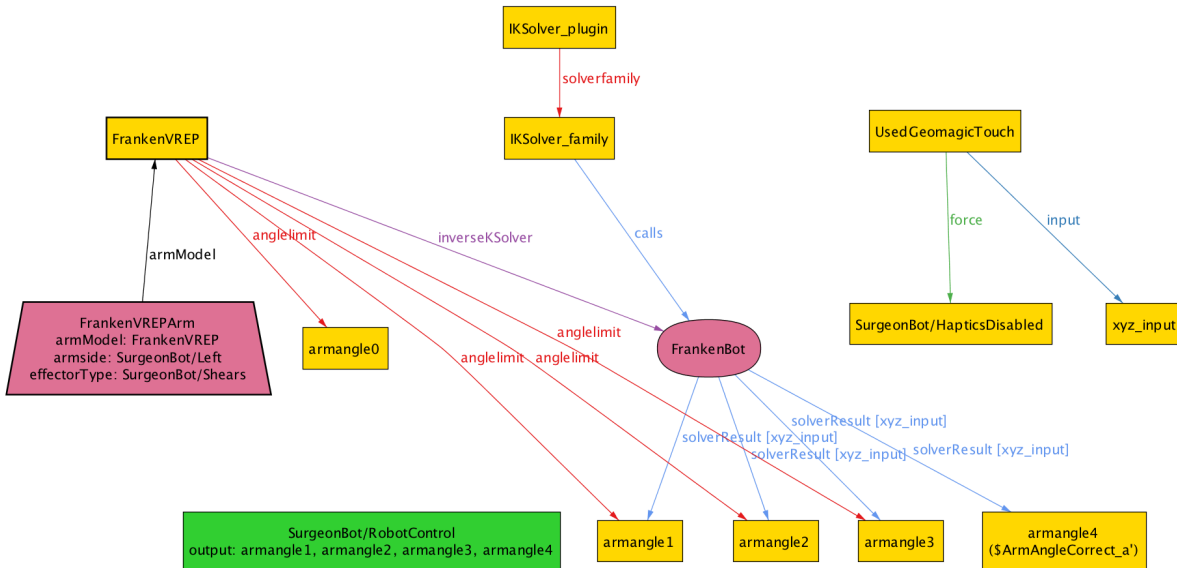 IKSolver_plugin
solverfamily
FrankenVREP
IKSolver_family
UsedGeomagicTouch
anglelimit
inverseKSolver
calls
force
input
armModel
FrankenVREPArm
armModel: FrankenVREP
armside: SurgeonBot/Left
effectorType: SurgeonBot/Shears
armangle0
anglelimit
anglelimit
anglelimit
FrankenBot
SurgeonBot/HapticsDisabled
xyz_input
solverResult [xyz_input]
solverResult [xyz_input]
solverResult [xyz_input]
solverResult [xyz_input]
SurgeonBot/RobotControl
output: armangle1, armangle2, armangle3, armangle4
armangle1
armangle2
armangle3
armangle4
($ArmAngleCorrect_a')